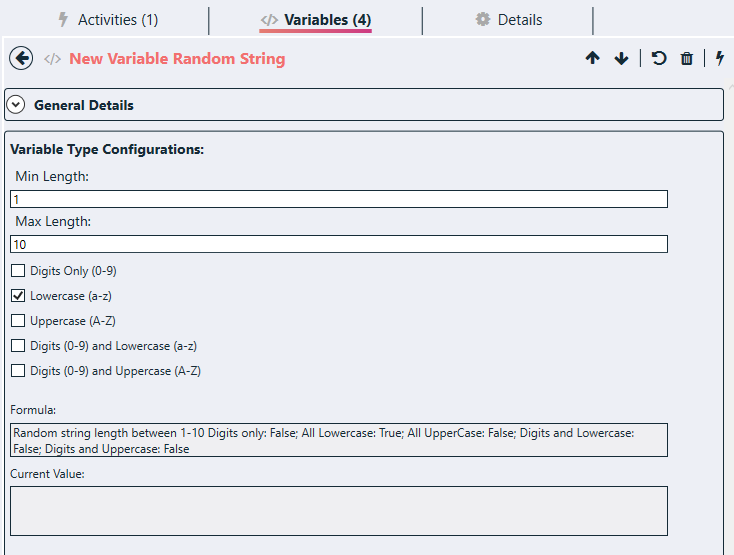 Activities (1)
Variables (4)
Details
New Variable Random String
General Details
Variable Type Configurations:
Min Length:
1
Max Length:
10
Digits Only (0-9)
Lowercase (a-z)
Uppercase (A-Z)
Digits (0-9) and Lowercase (a-z)
Digits (0-9) and Uppercase (A-Z)
Formula:
Random string length between 1-10 Digits only: False; All Lowercase: True; All UpperCase: False; Digits and Lowercase:
False; Digits and Uppercase: False
Current Value: